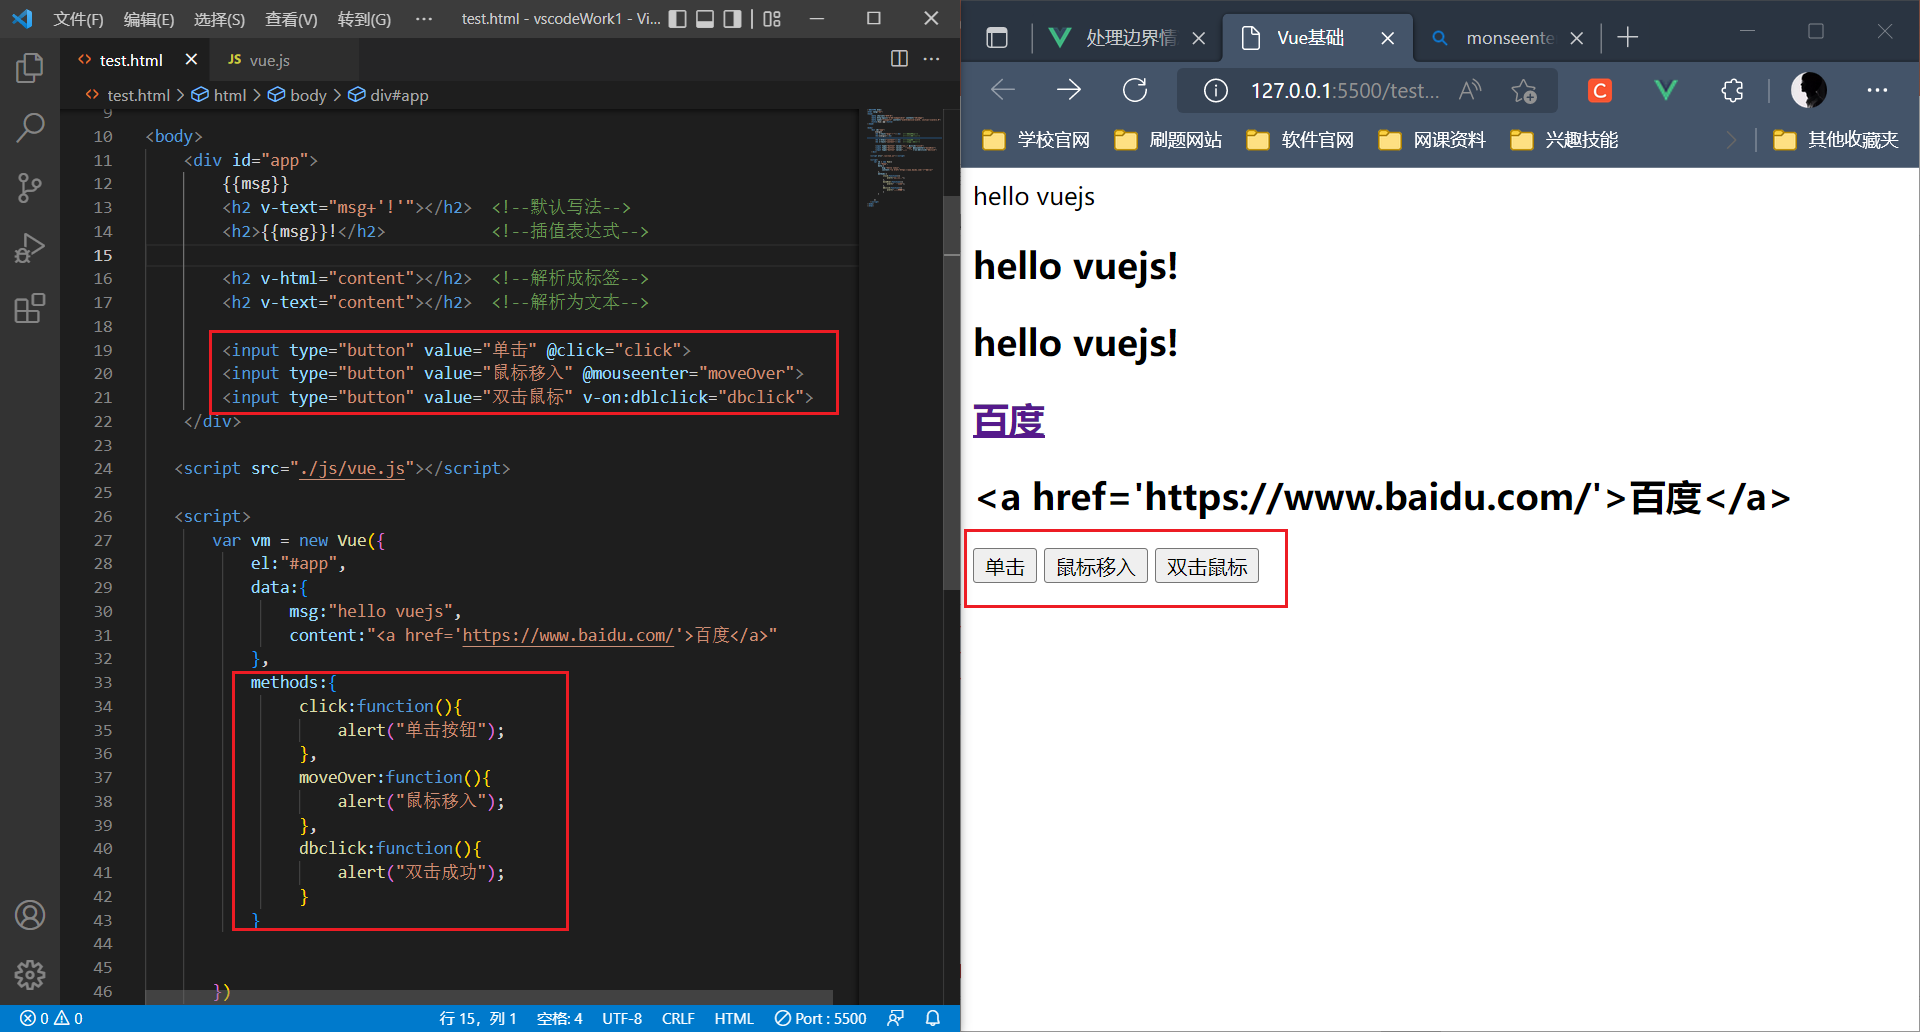 文件(F) 编辑(E) 选择(S) 查看(V) 转到(G) ··· test.html - vscodeWork1 - Vi...
test.html JS vue.js
test.html > html > body > div#app
9
10 <body>
11 <div id="app">
12 {{msg}}
13 <h2 v-text="msg+'!'"></h2> <!--默认写法-->
14 <h2>{{msg}}!</h2> <!--插值表达式-->
15
16 <h2 v-html="content"></h2> <!--解析成标签-->
17 <h2 v-text="content"></h2> <!--解析为文本-->
18
19 <input type="button" value="单击" @click="click">
20 <input type="button" value="鼠标移入" @mouseenter="moveOver">
21 <input type="button" value="双击鼠标" v-on:dblclick="dbclick">
22 </div>
23
24 <script src="./js/vue.js"></script>
25
26 <script>
27 var vm = new Vue({
28 el:"#app",
29 data:{
30 msg:"hello vuejs",
31 content:"<a href='https://www.baidu.com/'>百度</a>"
32 },
33 methods:{
34 click:function(){
35 alert("单击按钮");
36 },
37 moveOver:function(){
38 alert("鼠标移入");
39 },
40 dbclick:function(){
41 alert("双击成功");
42 }
43 }
44
45
46 })
0 0 行 15，列 1 空格: 4 UTF-8 CRLF HTML Port : 5500
处理边界情 Vue基础 monseente
127.0.0.1:5500/test...
学校官网 刷题网站 软件官网 网课资料 兴趣技能 其他收藏夹
hello vuejs
hello vuejs!
hello vuejs!
百度
<a href='https://www.baidu.com/'>百度</a>
单击 鼠标移入 双击鼠标